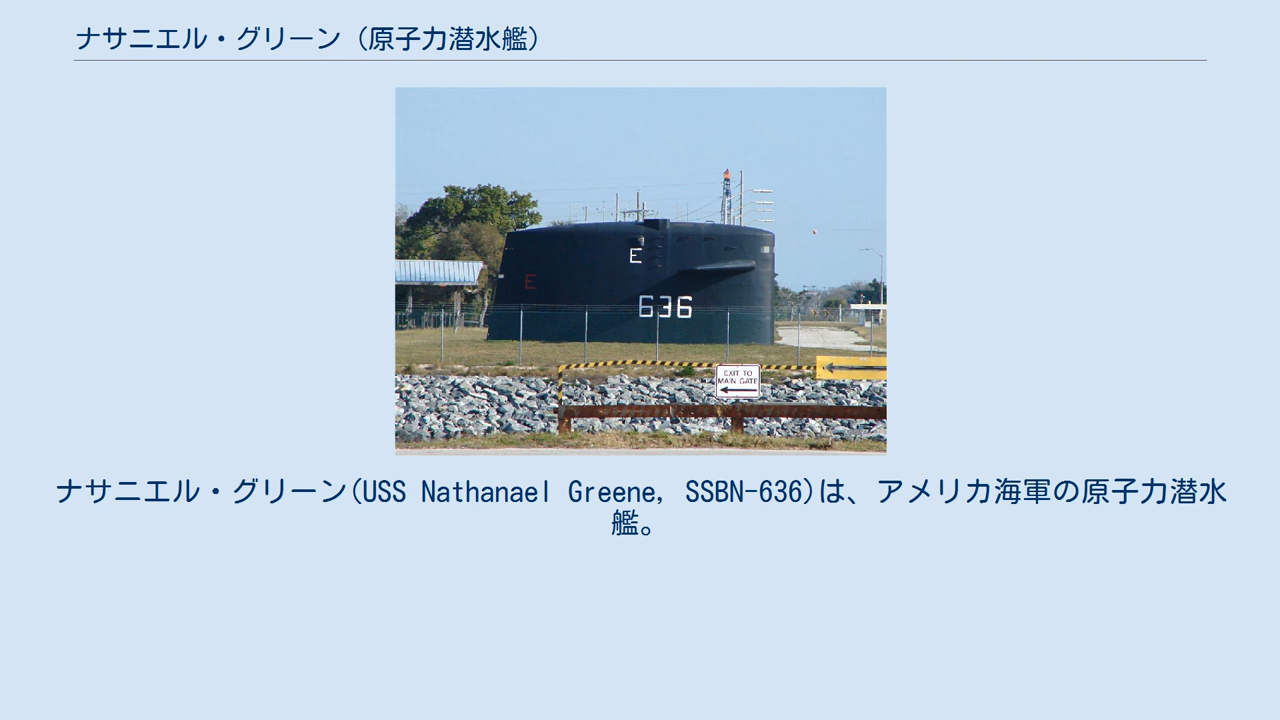 ナサニエル・グリーン（原子力潜水艦）
E
E
636
EXIT TO
MAIN GATE
ナサニエル・グリーン(USS Nathanael Greene, SSBN-636)は、アメリカ海軍の原子力潜水
艦。